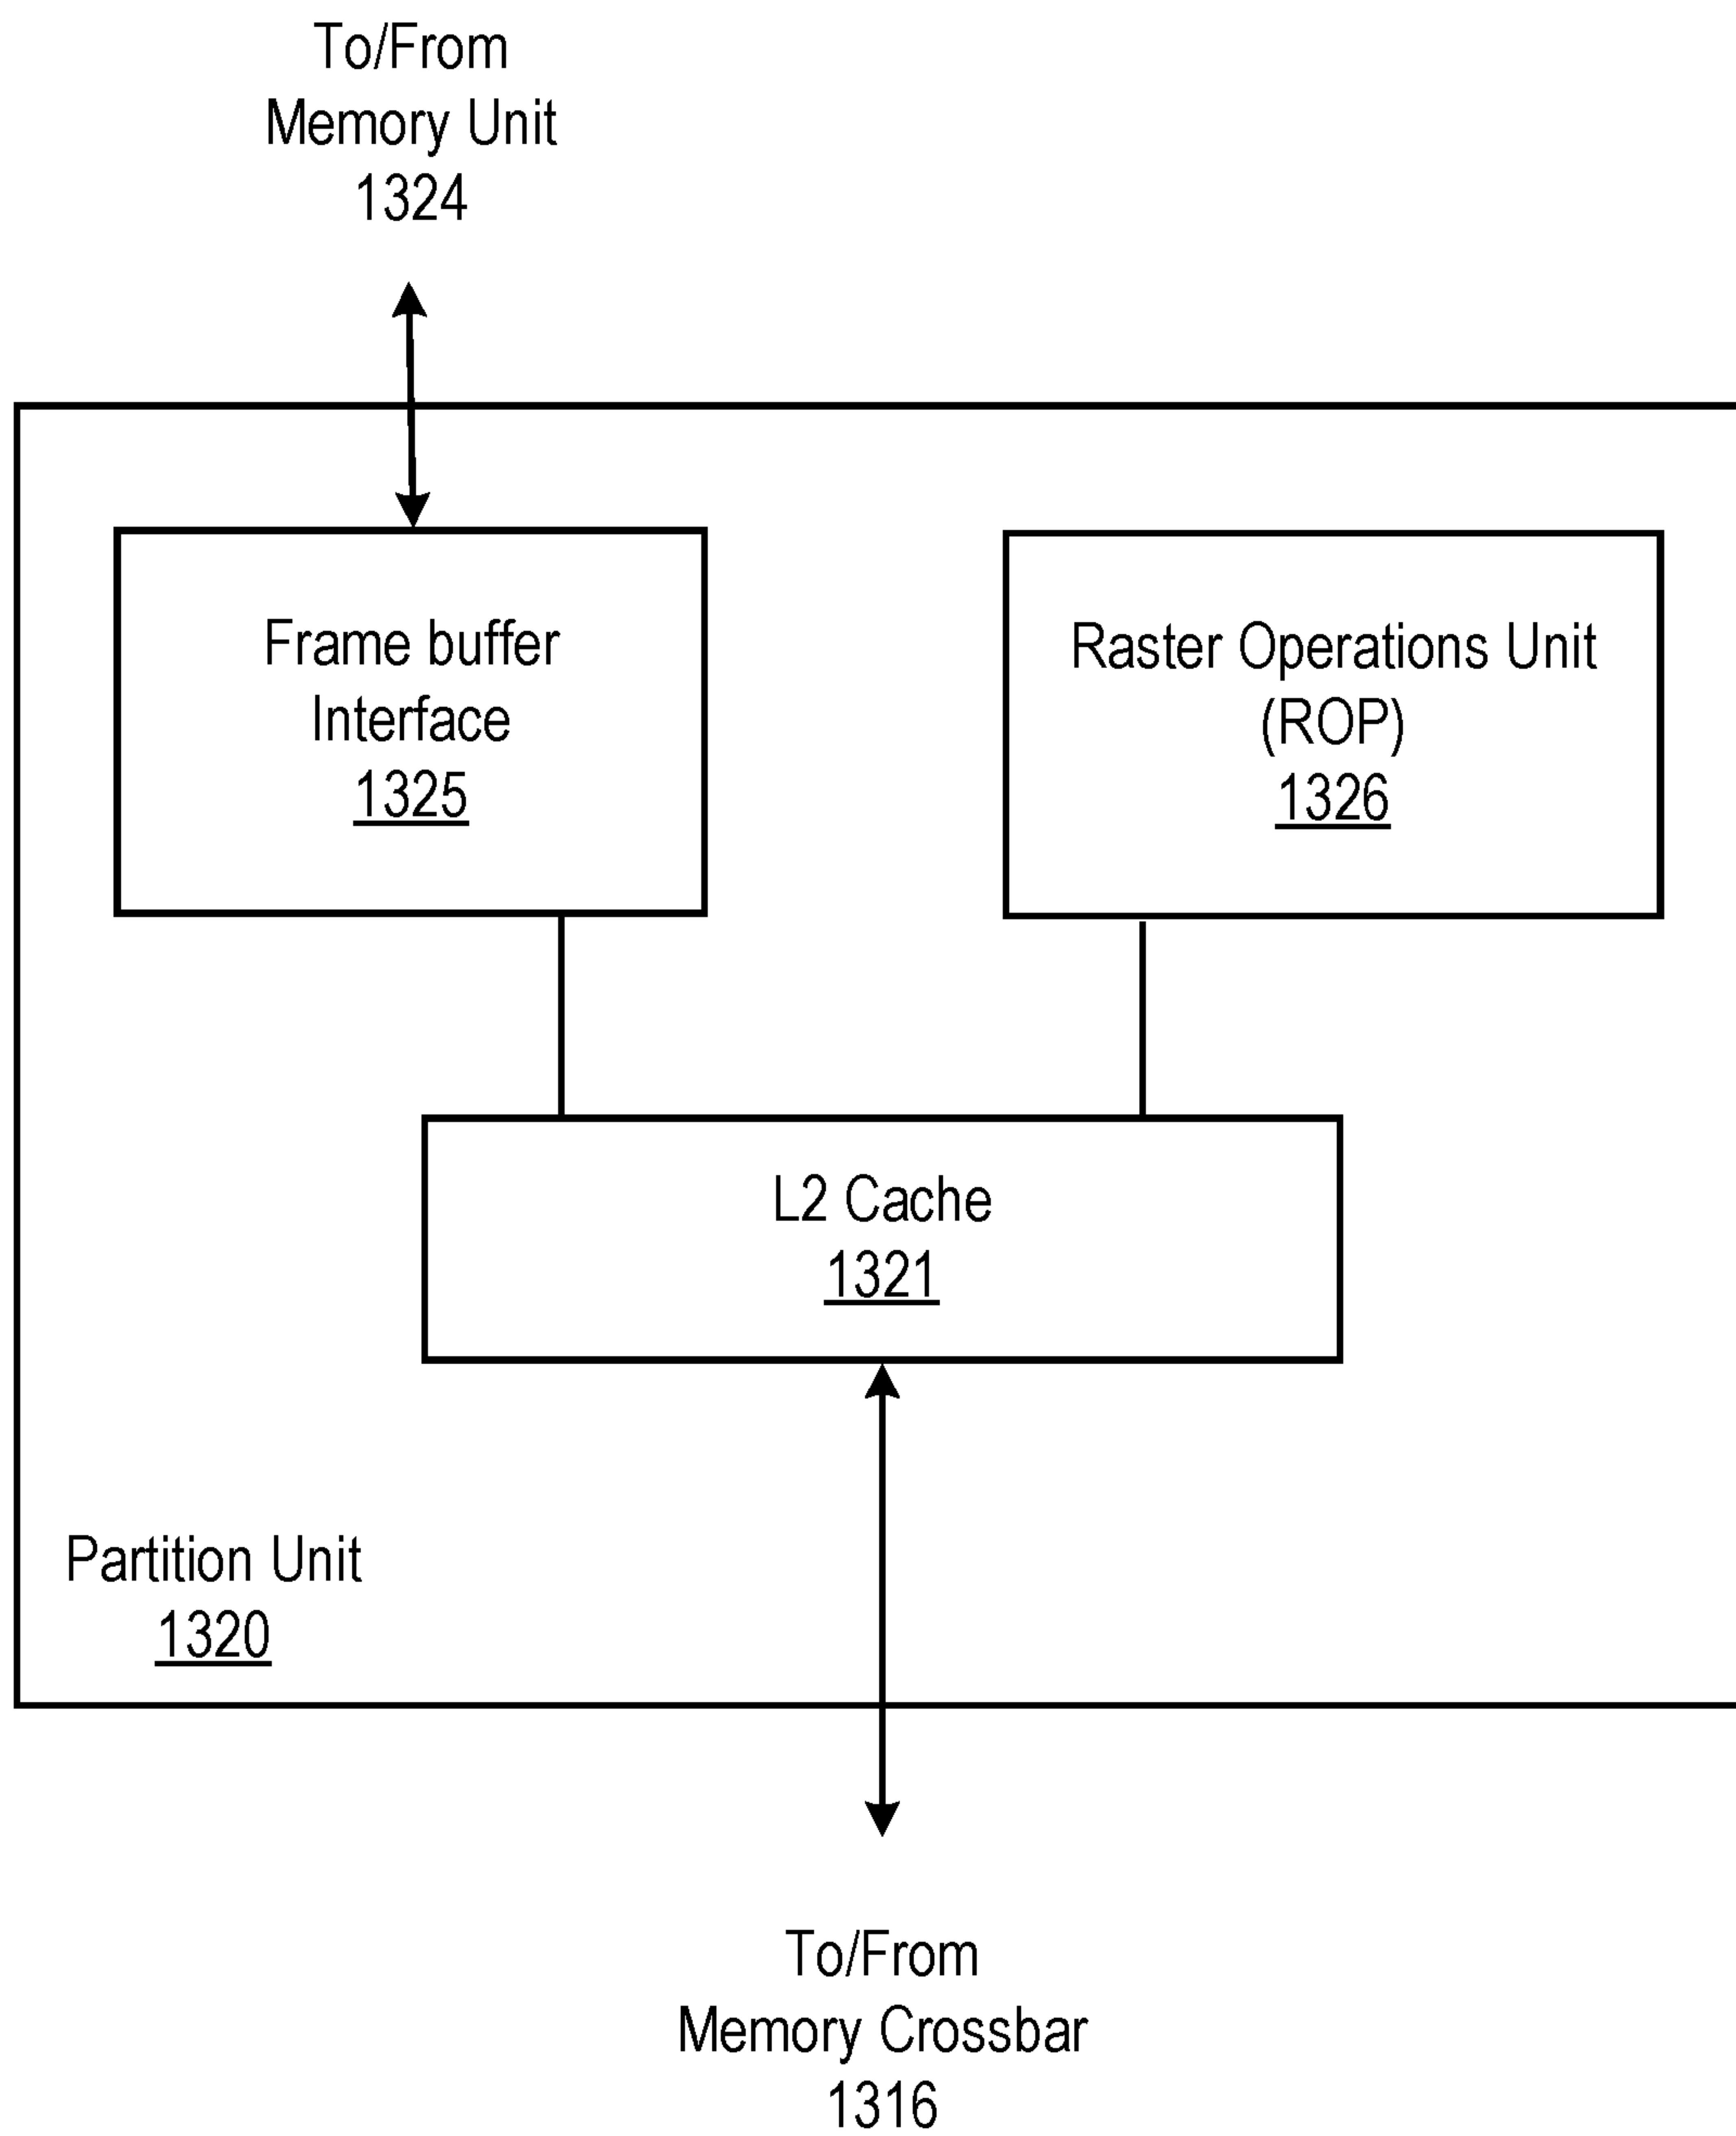 To/From
Memory Unit
1324
Frame buffer
Interface
1325
Raster Operations Unit
(ROP)
1326
L2 Cache
1321
Partition Unit
1320
To/From
Memory Crossbar
1316